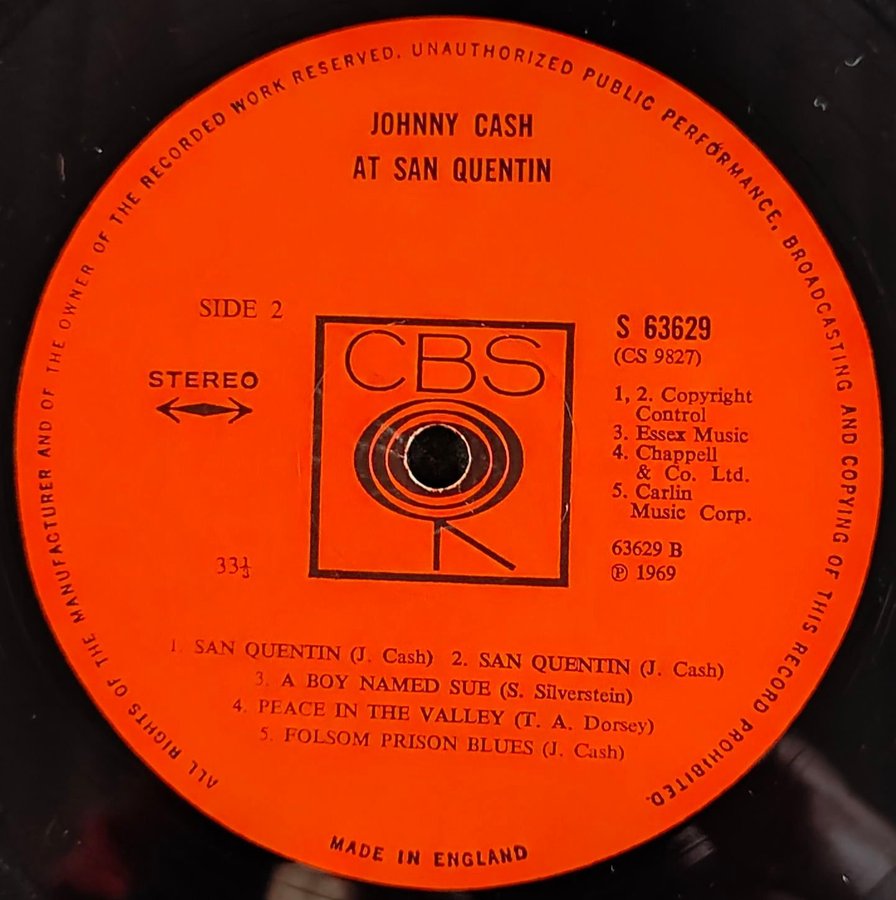 ALL RIGHTS OF THE MANUFACTURER AND OF THE OWNER OF THE RECORDED WORK RESERVED. UNAUTHORIZED PUBLIC PERFORMANCE, BROADCASTING AND COPYING OF THIS RECORD PROHIBITED.
JOHNNY CASH
AT SAN QUENTIN
SIDE 2
STEREO
33⅓
CBS
S 63629
(CS 9827)
1, 2. Copyright
Control
3. Essex Music
4. Chappell
& Co. Ltd.
5. Carlin
Music Corp.
63629 B
℗ 1969
1. SAN QUENTIN (J. Cash) 2. SAN QUENTIN (J. Cash)
3. A BOY NAMED SUE (S. Silverstein)
4. PEACE IN THE VALLEY (T. A. Dorsey)
5. FOLSOM PRISON BLUES (J. Cash)
MADE IN ENGLAND